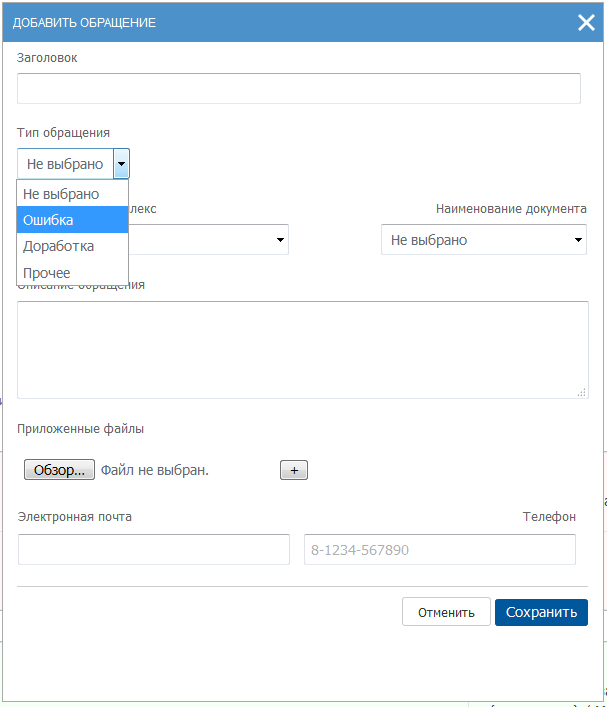 ДОБАВИТЬ ОБРАЩЕНИЕ
Заголовок
Тип обращения
Не выбрано
Не выбрано
Ошибка
Доработка
Прочее
лекс
Наименование документа
Не выбрано
Описание обращения
Приложенные файлы
Обзор... Файл не выбран. +
Электронная почта
Телефон
8-1234-567890
Отменить
Сохранить